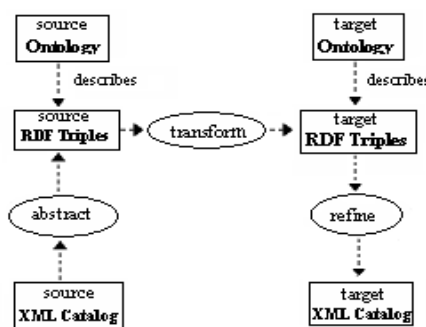 source
Ontology
target
Ontology
describes
describes
source
RDF Triples
transform
target
RDF Triples
abstract
refine
source
XML Catalog
target
XML Catalog